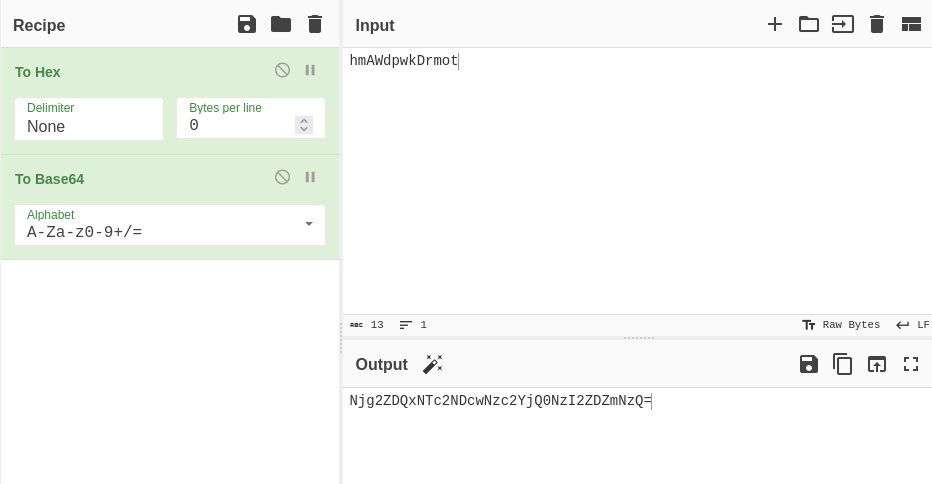 Recipe
To Hex
Delimiter
None
Bytes per line
0
To Base64
Alphabet
A-Za-z0-9+/=
Input
hmAWdpwkDrmot
ABC 13 1
Raw Bytes LF
Output
Njg2ZDQxNTc2NDcwNzc2YjQ0NzI2ZDZmNzQ=